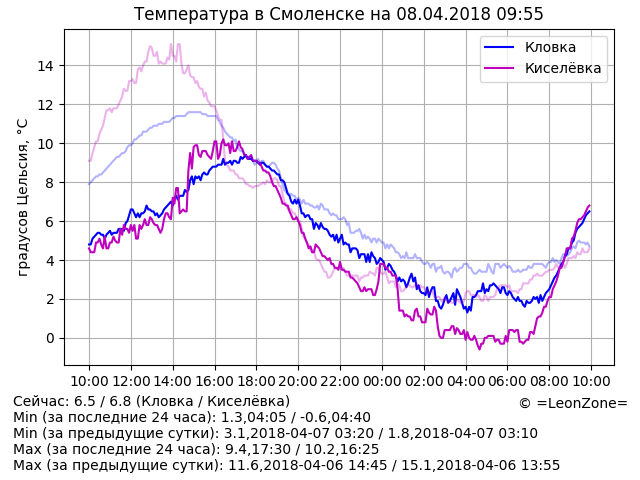 Температура в Смоленске на 08.04.2018 09:55
Кловка
Киселёвка
градусов Цельсия, °C
14
12
10
8
6
4
2
0
10:00 12:00 14:00 16:00 18:00 20:00 22:00 00:00 02:00 04:00 06:00 08:00 10:00
Сейчас: 6.5 / 6.8 (Кловка / Киселёвка)
© =LeonZone=
Min (за последние 24 часа): 1.3,04:05 / -0.6,04:40
Min (за предыдущие сутки): 3.1,2018-04-07 03:20 / 1.8,2018-04-07 03:10
Max (за последние 24 часа): 9.4,17:30 / 10.2,16:25
Max (за предыдущие сутки): 11.6,2018-04-06 14:45 / 15.1,2018-04-06 13:55